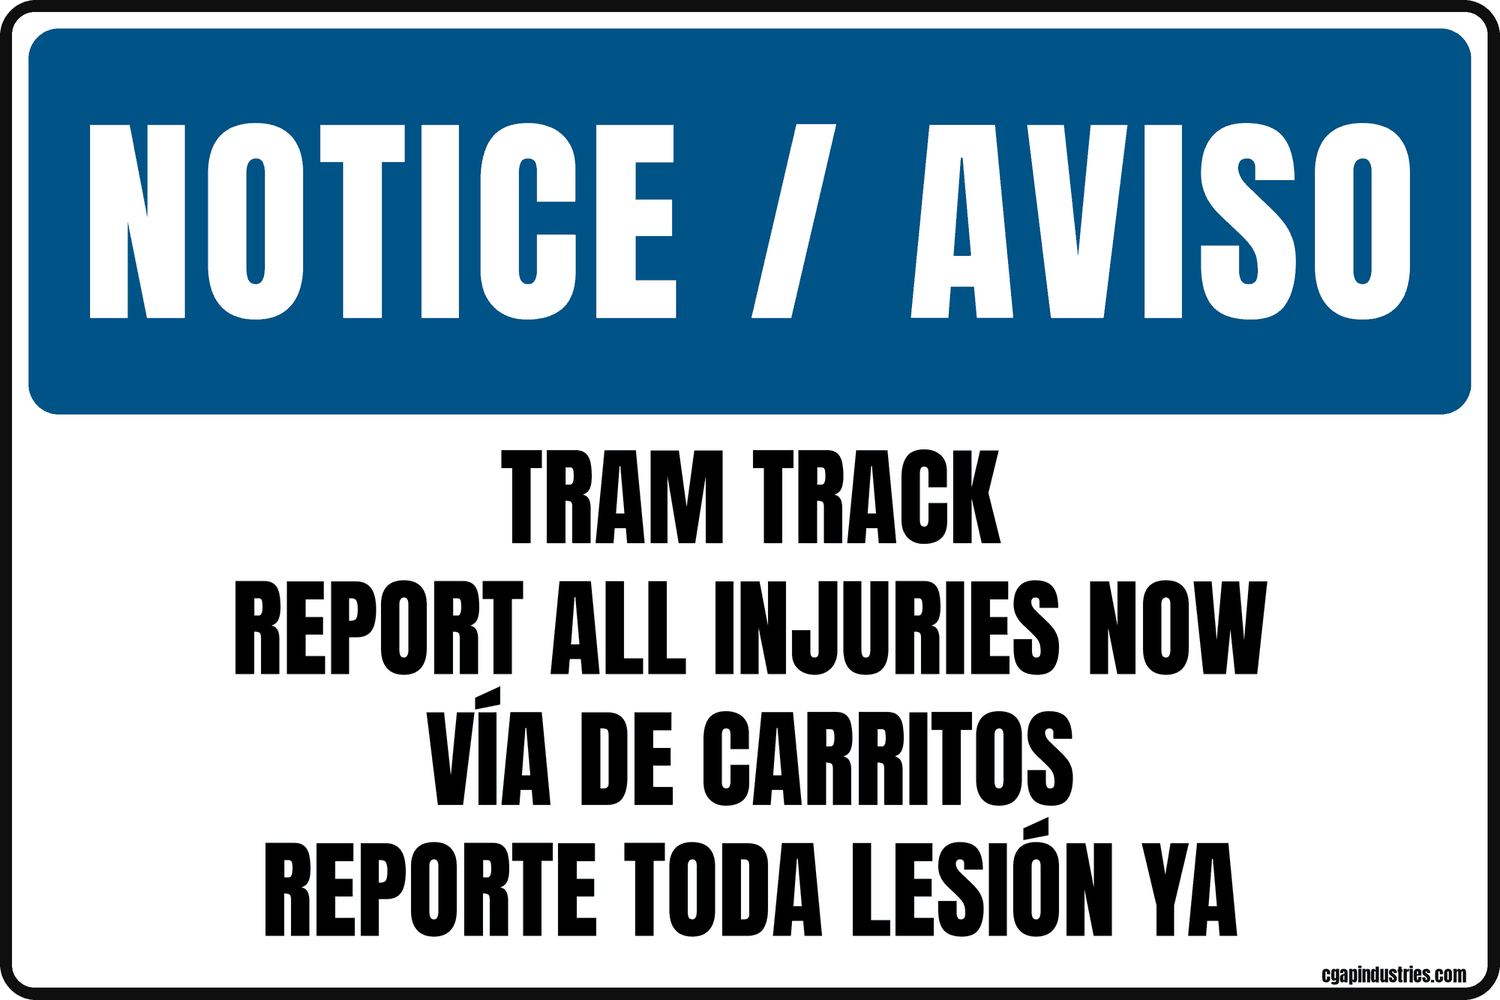 NOTICE / AVISO
TRAM TRACK
REPORT ALL INJURIES NOW
VÍA DE CARRITOS
REPORTE TODA LESIÓN YA
cgapindustries.com